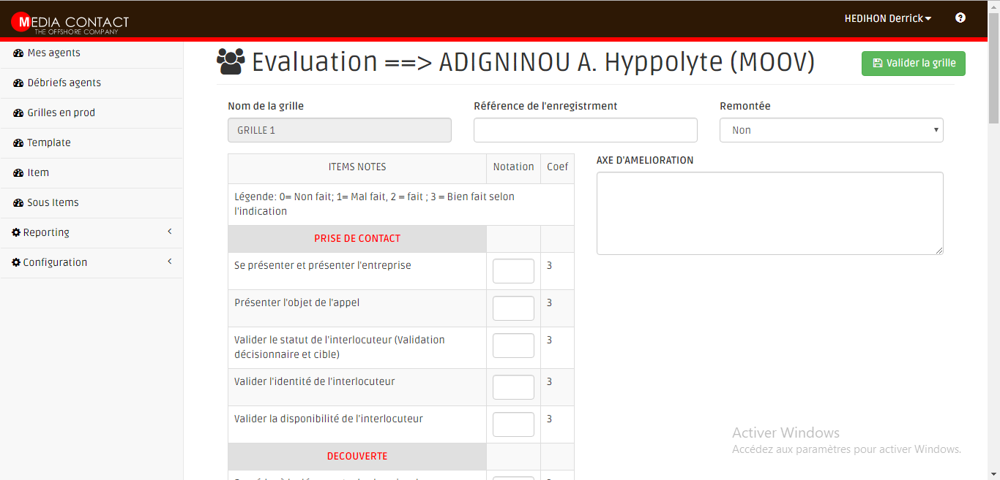 MEDIA CONTACT
THE OFFSHORE COMPANY
HEDIHON Derrick
Mes agents
Débriefs agents
Grilles en prod
Template
Item
Sous Items
Reporting
Configuration
Evaluation ==> ADIGNINOU A. Hyppolyte (MOOV)
Valider la grille
Nom de la grille
Référence de l'enregistrment
Remontée
GRILLE 1
Non
ITEMS NOTES Notation Coef
AXE D'AMELIORATION
Légende: 0= Non fait; 1= Mal fait, 2 = fait ; 3 = Bien fait selon
l'indication
PRISE DE CONTACT
Se présenter et présenter l'entreprise 3
Présenter l'objet de l'appel 3
Valider le statut de l'interlocuteur (Validation 3
décisionnaire et cible)
Valider l'identité de l'interlocuteur 3
Valider la disponibilité de l'interlocuteur 3
DECOUVERTE
Activer Windows
Accédez aux paramètres pour activer Windows.